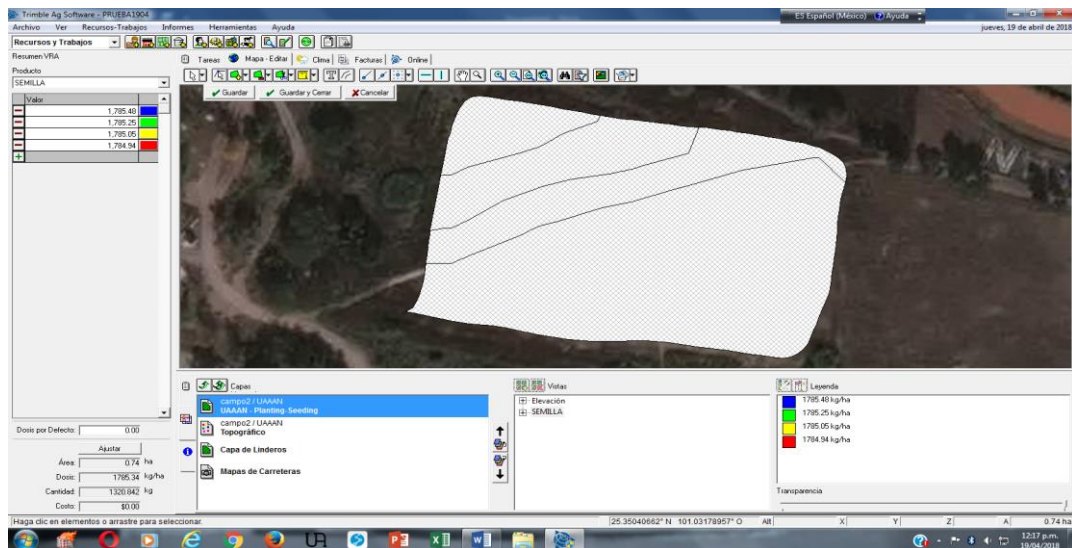 Trimble Ag Software - PRUEBA1904
ES Español (México) Ayuda
Archivo Ver Recursos-Trabajos Informes Herramientas Ayuda
jueves, 19 de abril de 2018
Recursos y Trabajos
Resumen VRA
Tareas Mapa - Editar Clima Facturas Online
Producto
SEMILLA
Guardar Guardar y Cerrar Cancelar
Valor
1,785.48
1,785.25
1,785.05
1,784.94
Capas
Vistas
Leyenda
campo2 / UAAAN
UAAAN - Planting-Seeding
campo2 / UAAAN
Topográfico
Capa de Linderos
Mapas de Carreteras
Elevación
SEMILLA
1785.48 kg/ha
1785.25 kg/ha
1785.05 kg/ha
1784.94 kg/ha
Transparencia
Dosis por Defecto: 0.00
Ajustar
Área: 0.74 ha
Dosis: 1785.34 kg/ha
Cantidad: 1320.842 kg
Costo: $0.00
Haga clic en elementos o arrastre para seleccionar.
25.35040662° N 101.03178957° O Alt X Y Z A 0.74 ha
12:17 p.m.
19/04/2018